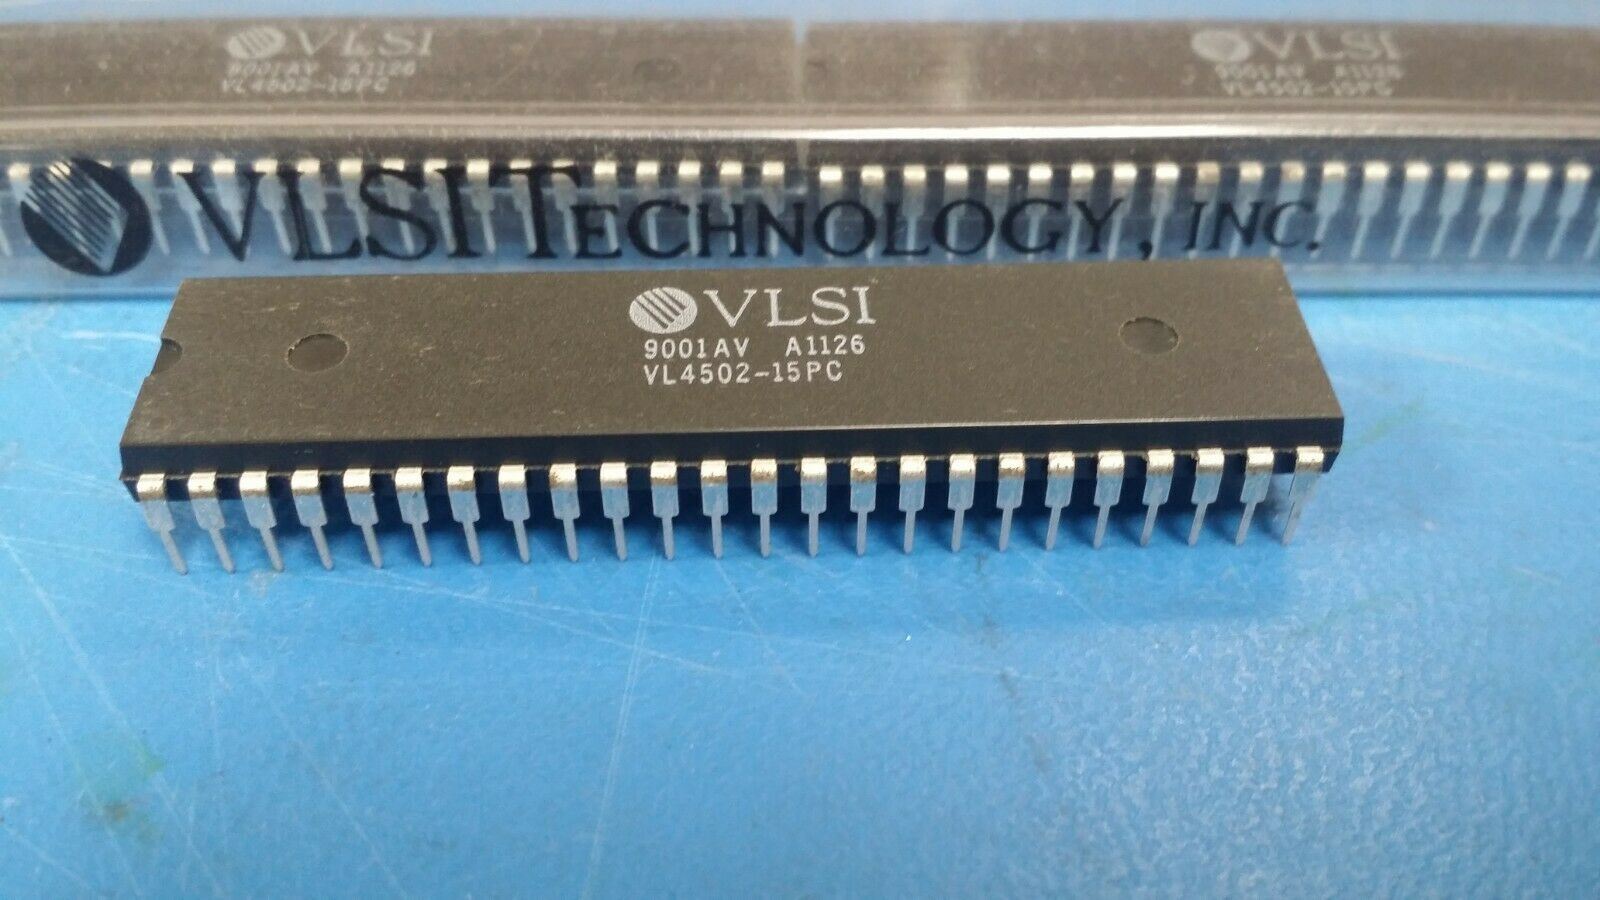 VLSI
9001AV A1126
VL4502-15PC
VLSI
9001AV A1126
VL4502-15PC
VLSI TECHNOLOGY, INC.
VLSI
9001AV A1126
VL4502-15PC